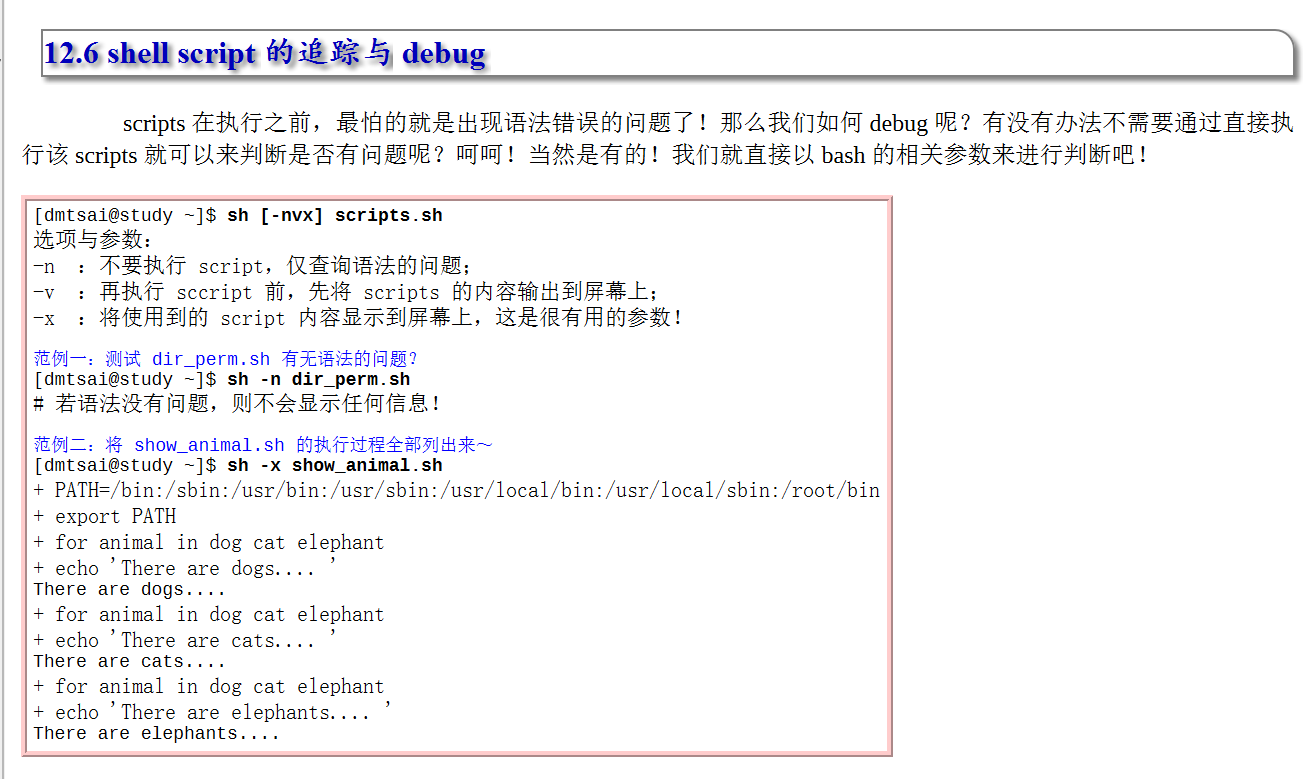 12.6 shell script 的追踪与 debug
scripts 在执行之前，最怕的就是出现语法错误的问题了！那么我们如何 debug 呢？有没有办法不需要通过直接执
行该 scripts 就可以来判断是否有问题呢？呵呵！当然是有的！我们就直接以 bash 的相关参数来进行判断吧！
[dmtsai@study ~]$ sh [-nvx] scripts.sh
选项与参数：
-n  ：不要执行 script，仅查询语法的问题；
-v  ：再执行 sccript 前，先将 scripts 的内容输出到屏幕上；
-x  ：将使用到的 script 内容显示到屏幕上，这是很有用的参数！
范例一：测试 dir_perm.sh 有无语法的问题？
[dmtsai@study ~]$ sh -n dir_perm.sh
# 若语法没有问题，则不会显示任何信息！
范例二：将 show_animal.sh 的执行过程全部列出来～
[dmtsai@study ~]$ sh -x show_animal.sh
+ PATH=/bin:/sbin:/usr/bin:/usr/sbin:/usr/local/bin:/usr/local/sbin:/root/bin
+ export PATH
+ for animal in dog cat elephant
+ echo 'There are dogs.... '
There are dogs....
+ for animal in dog cat elephant
+ echo 'There are cats.... '
There are cats....
+ for animal in dog cat elephant
+ echo 'There are elephants.... '
There are elephants....